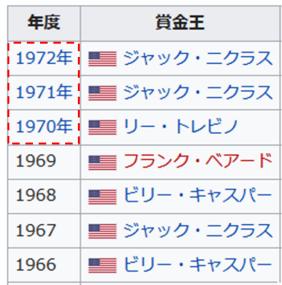 年度 賞金王
1972年 ジャック・ニクラス
1971年 ジャック・ニクラス
1970年 リー・トレビノ
1969 フランク・ベアード
1968 ビリー・キャスパー
1967 ジャック・ニクラス
1966 ビリー・キャスパー